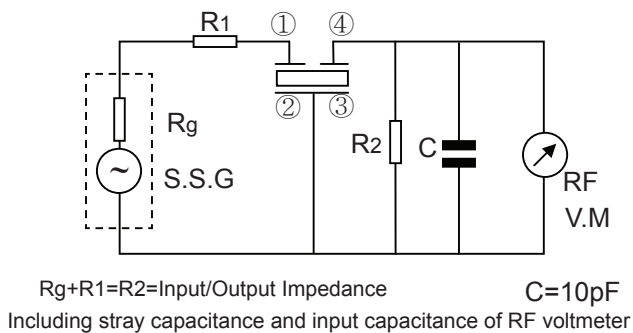 R1 ① ④
② ③
Rg
R2 C
S.S.G
RF
V.M
~
Rg+R1=R2=Input/Output Impedance C=10pF
Including stray capacitance and input capacitance of RF voltmeter